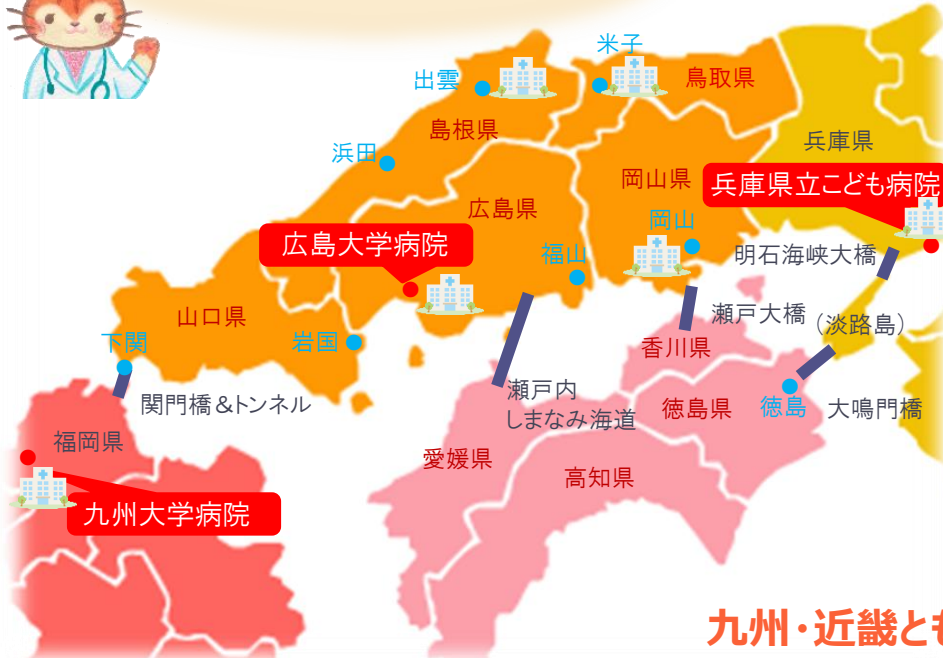 米子
出雲
鳥取県
島根県
兵庫県
浜田
岡山県
兵庫県立こども病院
広島県
岡山
広島大学病院
福山
明石海峡大橋
山口県
瀬戸大橋
(淡路島)
下関
岩国
香川県
関門橋&トンネル
瀬戸内
しまなみ海道
徳島県
徳島
大鳴門橋
福岡県
愛媛県
高知県
九州大学病院
九州・近畿とも